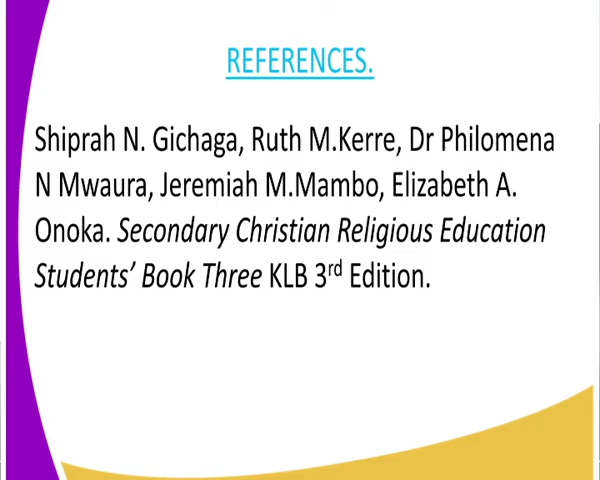 REFERENCES.
Shiprah N. Gichaga, Ruth M.Kerre, Dr Philomena
N Mwaura, Jeremiah M.Mambo, Elizabeth A.
Onoka. Secondary Christian Religious Education
Students’ Book Three KLB 3rd Edition.